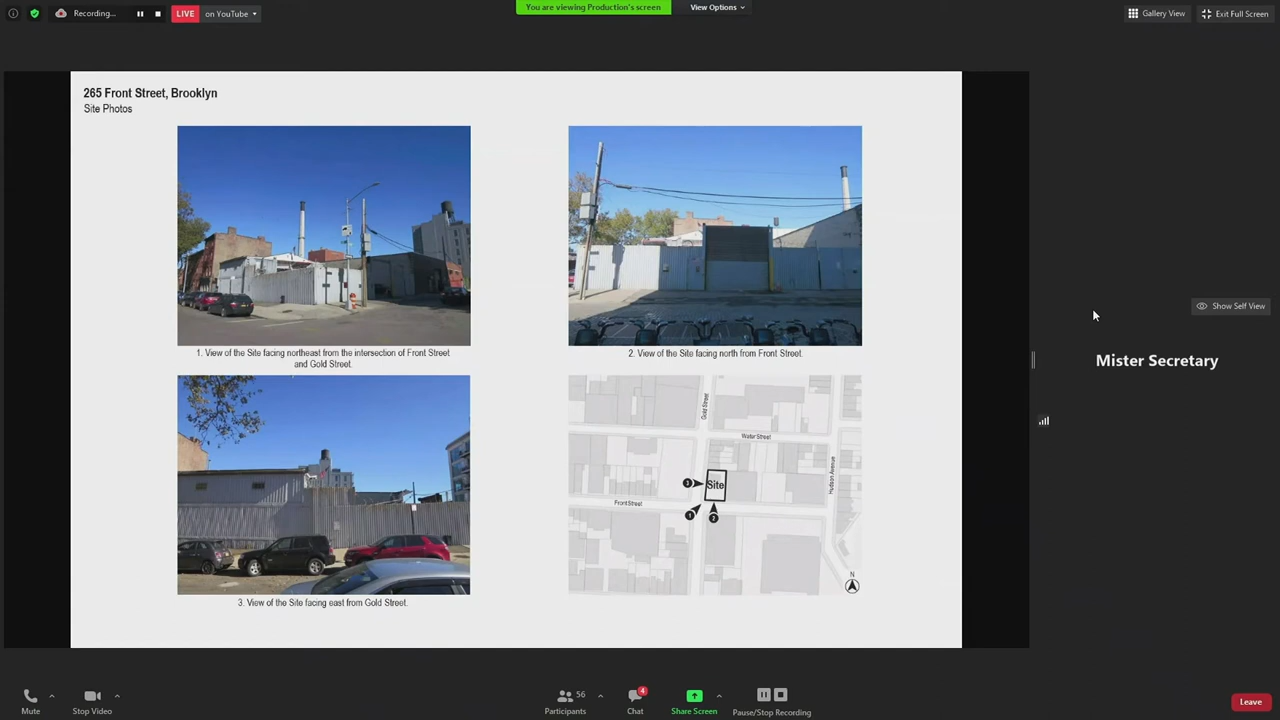 Recording...
LIVE
on YouTube
You are viewing Production's screen
View Options
Gallery View
Exit Full Screen
265 Front Street, Brooklyn
Site Photos
1. View of the Site facing northeast from the intersection of Front Street
and Gold Street.
2. View of the Site facing north from Front Street.
3. View of the Site facing east from Gold Street.
Gold Street
Water Street
Hudson Avenue
Front Street
Site
3
1
2
N
Show Self View
Mister Secretary
Mute
Stop Video
Participants
56
Chat
4
Share Screen
Pause/Stop Recording
Leave